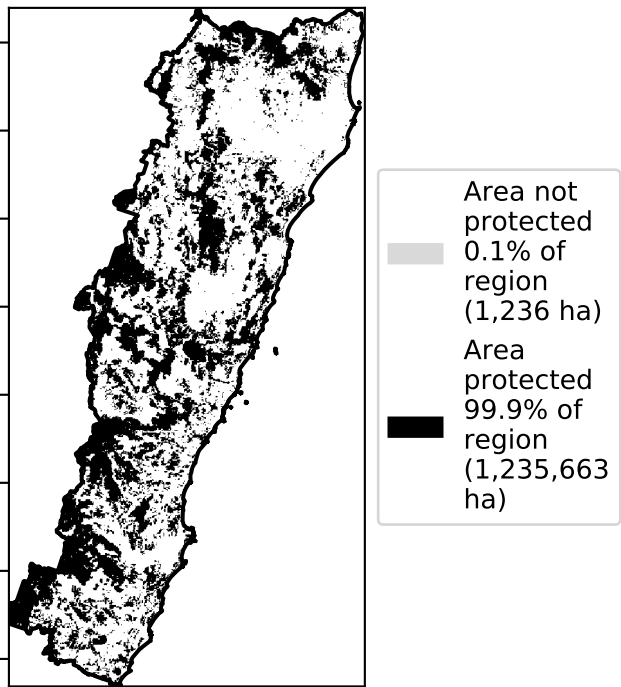 Area not
protected
0.1% of
region
(1,236 ha)
Area
protected
99.9% of
region
(1,235,663
ha)